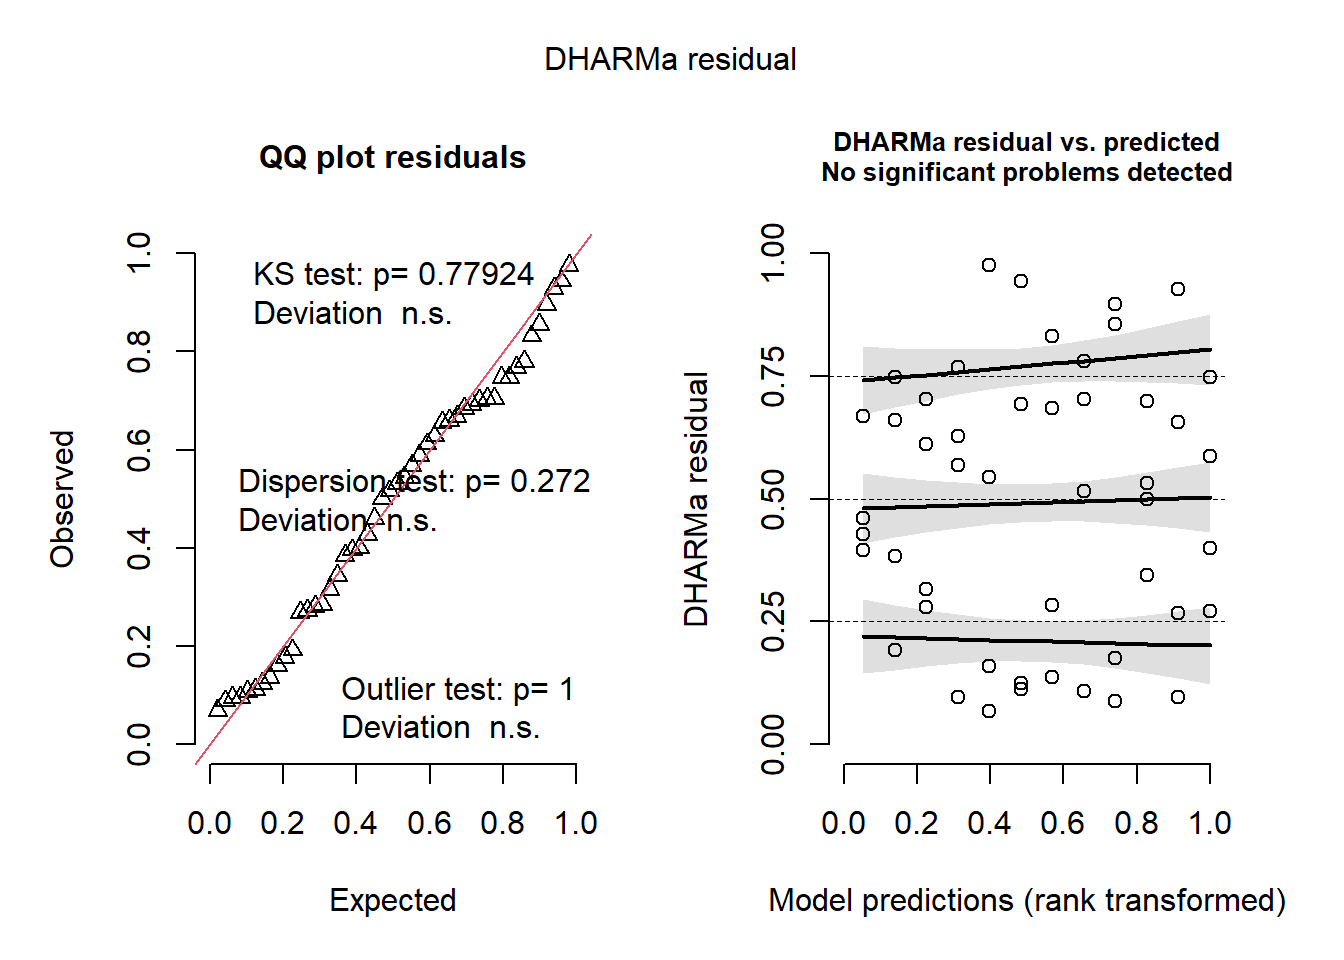 DHARMa residual
QQ plot residuals
KS test: p= 0.77924
Deviation  n.s.
Dispersion test: p= 0.272
Deviation  n.s.
Outlier test: p= 1
Deviation  n.s.
Observed
0.0
0.2
0.4
0.6
0.8
1.0
0.0 0.2 0.4 0.6 0.8 1.0
Expected
DHARMa residual vs. predicted
No significant problems detected
DHARMa residual
0.00
0.25
0.50
0.75
1.00
0.0 0.2 0.4 0.6 0.8 1.0
Model predictions (rank transformed)